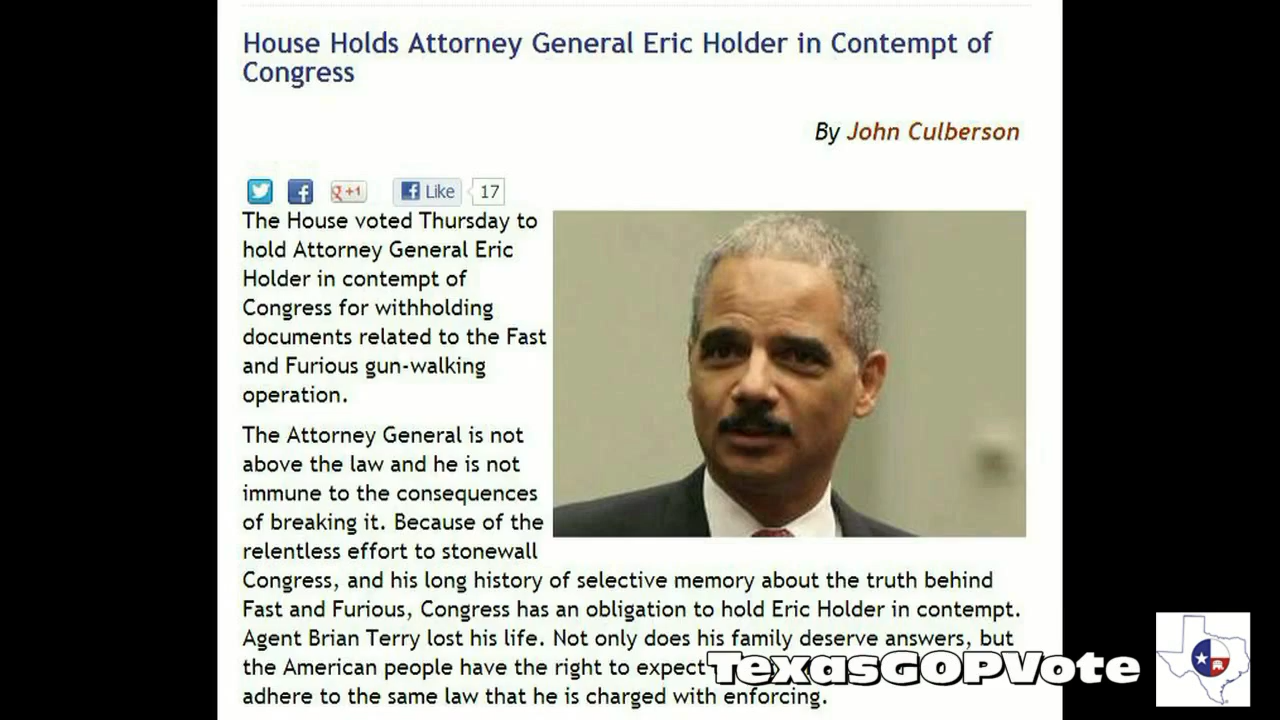 House Holds Attorney General Eric Holder in Contempt of
Congress
By John Culberson
g +1
Like
17
The House voted Thursday to
hold Attorney General Eric
Holder in contempt of
Congress for withholding
documents related to the Fast
and Furious gun-walking
operation.
The Attorney General is not
above the law and he is not
immune to the consequences
of breaking it. Because of the
relentless effort to stonewall
Congress, and his long history of selective memory about the truth behind
Fast and Furious, Congress has an obligation to hold Eric Holder in contempt.
Agent Brian Terry lost his life. Not only does his family deserve answers, but
the American people have the right to expect
TexasGOPVote
adhere to the same law that he is charged with enforcing.